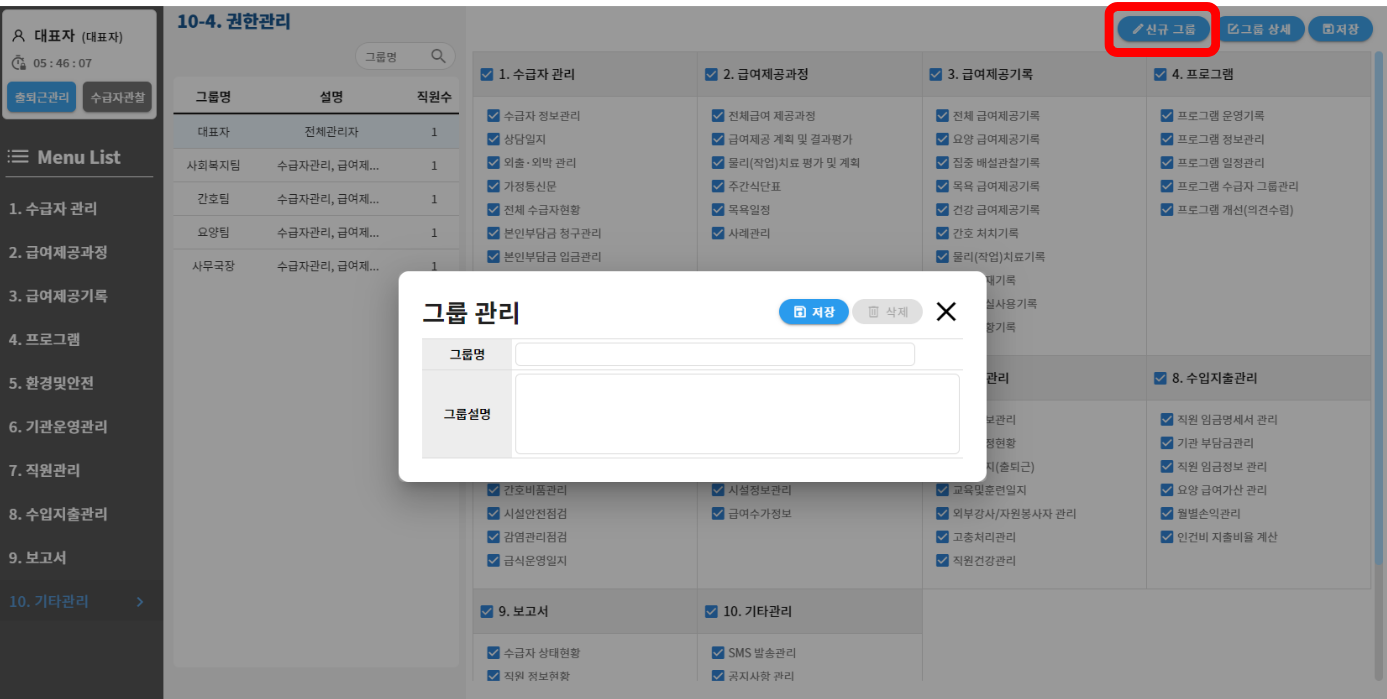 대표자 (대표자)
05 : 46 : 07
출퇴근관리 수급자관찰
Menu List
1. 수급자 관리
2. 급여제공과정
3. 급여제공기록
4. 프로그램
5. 환경및안전
6. 기관운영관리
7. 직원관리
8. 수입지출관리
9. 보고서
10. 기타관리
10-4. 권한관리
그룹명
그룹명 설명 직원수
대표자 전체관리자 1
사회복지팀 수급자관리, 급여제... 1
간호팀 수급자관리, 급여제... 1
요양팀 수급자관리, 급여제... 1
사무국장 수급자관리, 급여제... 1
신규 그룹 그룹 상세 저장
1. 수급자 관리
수급자 정보관리
상담일지
외출·외박 관리
가정통신문
전체 수급자현황
본인부담금 청구관리
본인부담금 입금관리
2. 급여제공과정
전체급여 제공과정
급여제공 계획 및 결과평가
물리(작업)치료 평가 및 계획
주간식단표
목욕일정
사례관리
3. 급여제공기록
전체 급여제공기록
요양 급여제공기록
집중 배설관찰기록
목욕 급여제공기록
건강 급여제공기록
간호 처치기록
물리(작업)치료기록
재기록
실사용기록
황기록
4. 프로그램
프로그램 운영기록
프로그램 정보관리
프로그램 일정관리
프로그램 수급자 그룹관리
프로그램 개선(의견수렴)
그룹 관리
저장 삭제
그룹명
그룹설명
간호비품관리
시설안전점검
감염관리점검
급식운영일지
시설정보관리
급여수가정보
관리
보관리
정현황
지(출퇴근)
교육및훈련일지
외부강사/자원봉사자 관리
고충처리관리
직원건강관리
8. 수입지출관리
직원 임금명세서 관리
기관 부담금관리
직원 임금정보 관리
요양 급여가산 관리
월별손익관리
인건비 지출비율 계산
9. 보고서
수급자 상태현황
직원 정보현황
10. 기타관리
SMS 발송관리
공지사항 관리